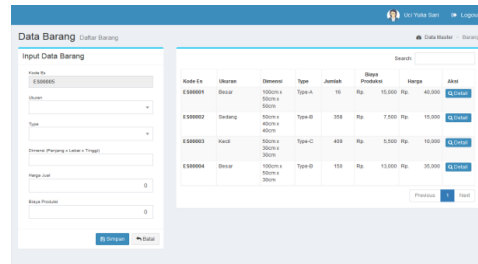 Uci Yulia Sari
Logout
Data Barang Daftar Barang
Data Master
Barang
Input Data Barang
Kode Es
ES00005
Ukuran
Type
Dimensi (Panjang x Lebar x Tinggi)
Harga Jual
0
Biaya Produksi
0
Simpan
Batal
Search:
Kode Es Ukuran Dimensi Type Jumlah Biaya Produksi Harga Aksi
ES00001 Besar 100cm x 50cm x 50cm Type-A 10 Rp. 15,000 Rp. 40,000 Detail
ES00002 Sedang 50cm x 40cm x 40cm Type-B 350 Rp. 7,500 Rp. 15,000 Detail
ES00003 Kecil 50cm x 30cm x 30cm Type-C 400 Rp. 5,500 Rp. 10,000 Detail
ES00004 Besar 100cm x 50cm x 30cm Type-B 150 Rp. 13,000 Rp. 35,000 Detail
Previous 1 Next